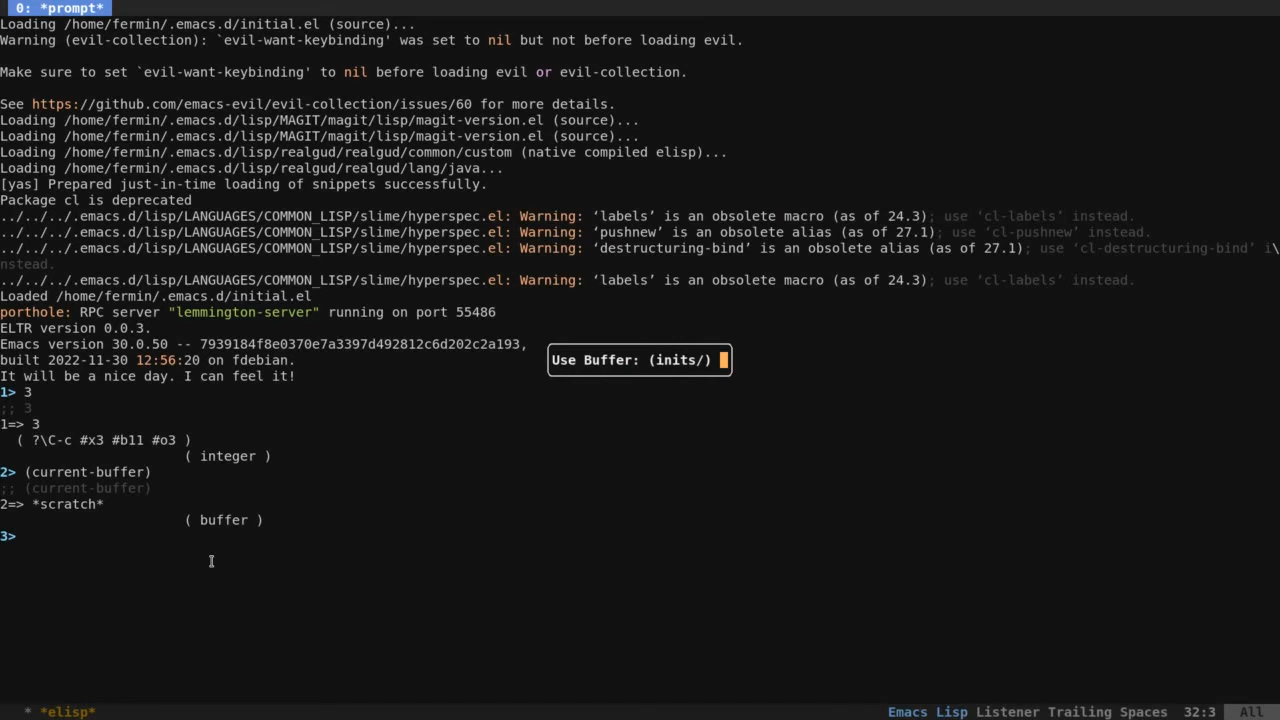 0: *prompt*
Loading /home/fermin/.emacs.d/initial.el (source)...
Warning (evil-collection): `evil-want-keybinding' was set to nil but not before loading evil.
Make sure to set `evil-want-keybinding' to nil before loading evil or evil-collection.
See https://github.com/emacs-evil/evil-collection/issues/60 for more details.
Loading /home/fermin/.emacs.d/lisp/MAGIT/magit/lisp/magit-version.el (source)...
Loading /home/fermin/.emacs.d/lisp/MAGIT/magit/lisp/magit-version.el (source)...
Loading /home/fermin/.emacs.d/lisp/realgud/realgud/common/custom (native compiled elisp)...
Loading /home/fermin/.emacs.d/lisp/realgud/realgud/lang/java...
[yas] Prepared just-in-time loading of snippets successfully.
Package cl is deprecated
../../../.emacs.d/lisp/LANGUAGES/COMMON_LISP/slime/hyperspec.el: Warning: ‘labels’ is an obsolete macro (as of 24.3); use ‘cl-labels’ instead.
../../../.emacs.d/lisp/LANGUAGES/COMMON_LISP/slime/hyperspec.el: Warning: ‘pushnew’ is an obsolete alias (as of 27.1); use ‘cl-pushnew’ instead.
../../../.emacs.d/lisp/LANGUAGES/COMMON_LISP/slime/hyperspec.el: Warning: ‘destructuring-bind’ is an obsolete alias (as of 27.1); use ‘cl-destructuring-bind’ i\
nstead.
../../../.emacs.d/lisp/LANGUAGES/COMMON_LISP/slime/hyperspec.el: Warning: ‘labels’ is an obsolete macro (as of 24.3); use ‘cl-labels’ instead.
Loaded /home/fermin/.emacs.d/initial.el
porthole: RPC server "lemmington-server" running on port 55486
ELTR version 0.0.3.
Emacs version 30.0.50 -- 7939184f8e0370e7a3397d492812c6d202c2a193,
built 2022-11-30 12:56:20 on fdebian.
Use Buffer: (inits/)
It will be a nice day. I can feel it!
1> 3
;; 3
1=> 3
( ?\C-c #x3 #b11 #o3 )
( integer )
2> (current-buffer)
;; (current-buffer)
2=> *scratch*
( buffer )
3>
* *elisp* Emacs Lisp Listener Trailing Spaces 32:3 All